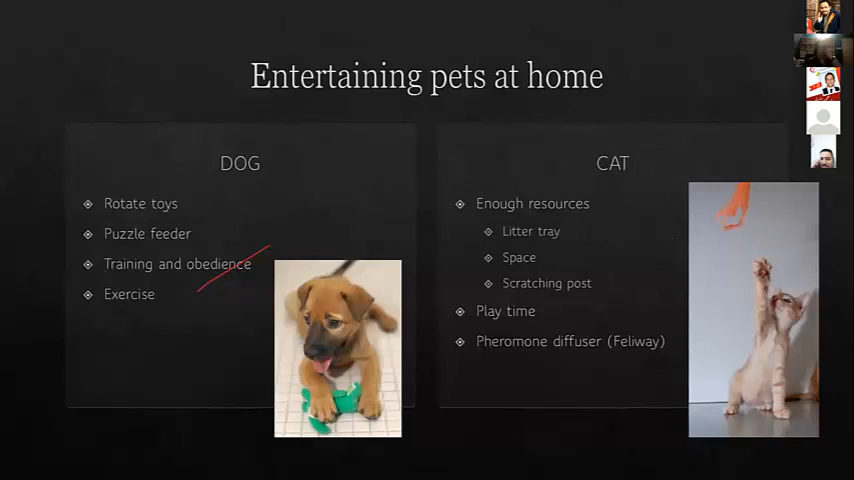 Entertaining pets at home
DOG
Rotate toys
Puzzle feeder
Training and obedience
Exercise
CAT
Enough resources
Litter tray
Space
Scratching post
Play time
Pheromone diffuser (Feliway)